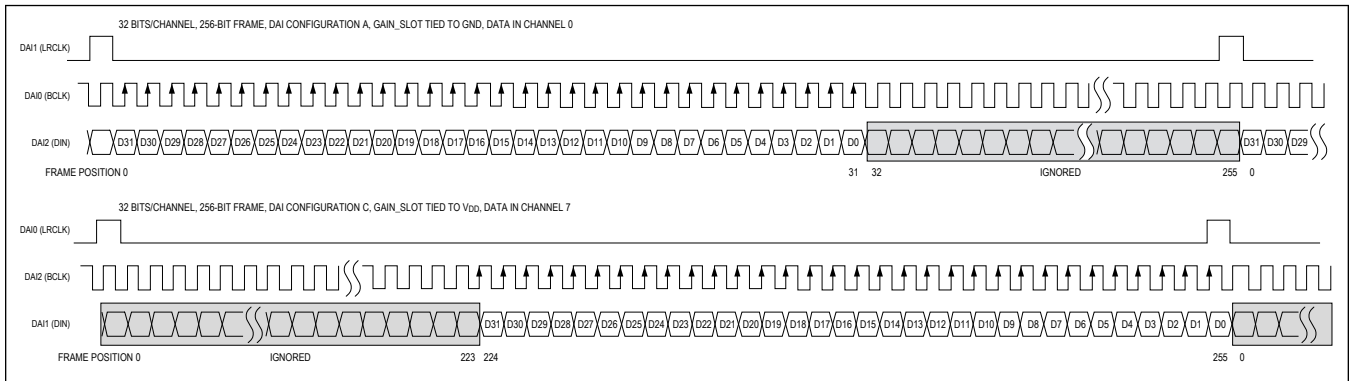 32 BITS/CHANNEL, 256-BIT FRAME, DAI CONFIGURATION A, GAIN_SLOT TIED TO GND, DATA IN CHANNEL 0
DAI1 (LRCLK)
DAI0 (BCLK)
DAI2 (DIN) D31 D30 D29 D28 D27 D26 D25 D24 D23 D22 D21 D20 D19 D18 D17 D16 D15 D14 D13 D12 D11 D10 D9 D8 D7 D6 D5 D4 D3 D2 D1 D0 D31 D30 D29
FRAME POSITION 0 31 32 IGNORED 255 0
32 BITS/CHANNEL, 256-BIT FRAME, DAI CONFIGURATION C, GAIN_SLOT TIED TO VDD, DATA IN CHANNEL 7
DAI0 (LRCLK)
DAI2 (BCLK)
DAI1 (DIN) D31 D30 D29 D28 D27 D26 D25 D24 D23 D22 D21 D20 D19 D18 D17 D16 D15 D14 D13 D12 D11 D10 D9 D8 D7 D6 D5 D4 D3 D2 D1 D0
FRAME POSITION 0 IGNORED 223 224 255 0